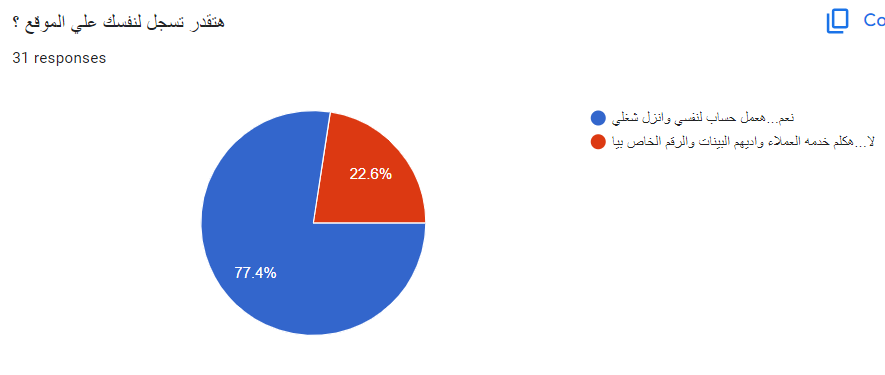 هتقدر تسجل لنفسك علي الموقع ؟
Co
31 responses
نعم...هعمل حساب لنفسي وانزل شغلي
لا...هكلم خدمه العملاء واديهم البينات والرقم الخاص بيا
22.6%
77.4%